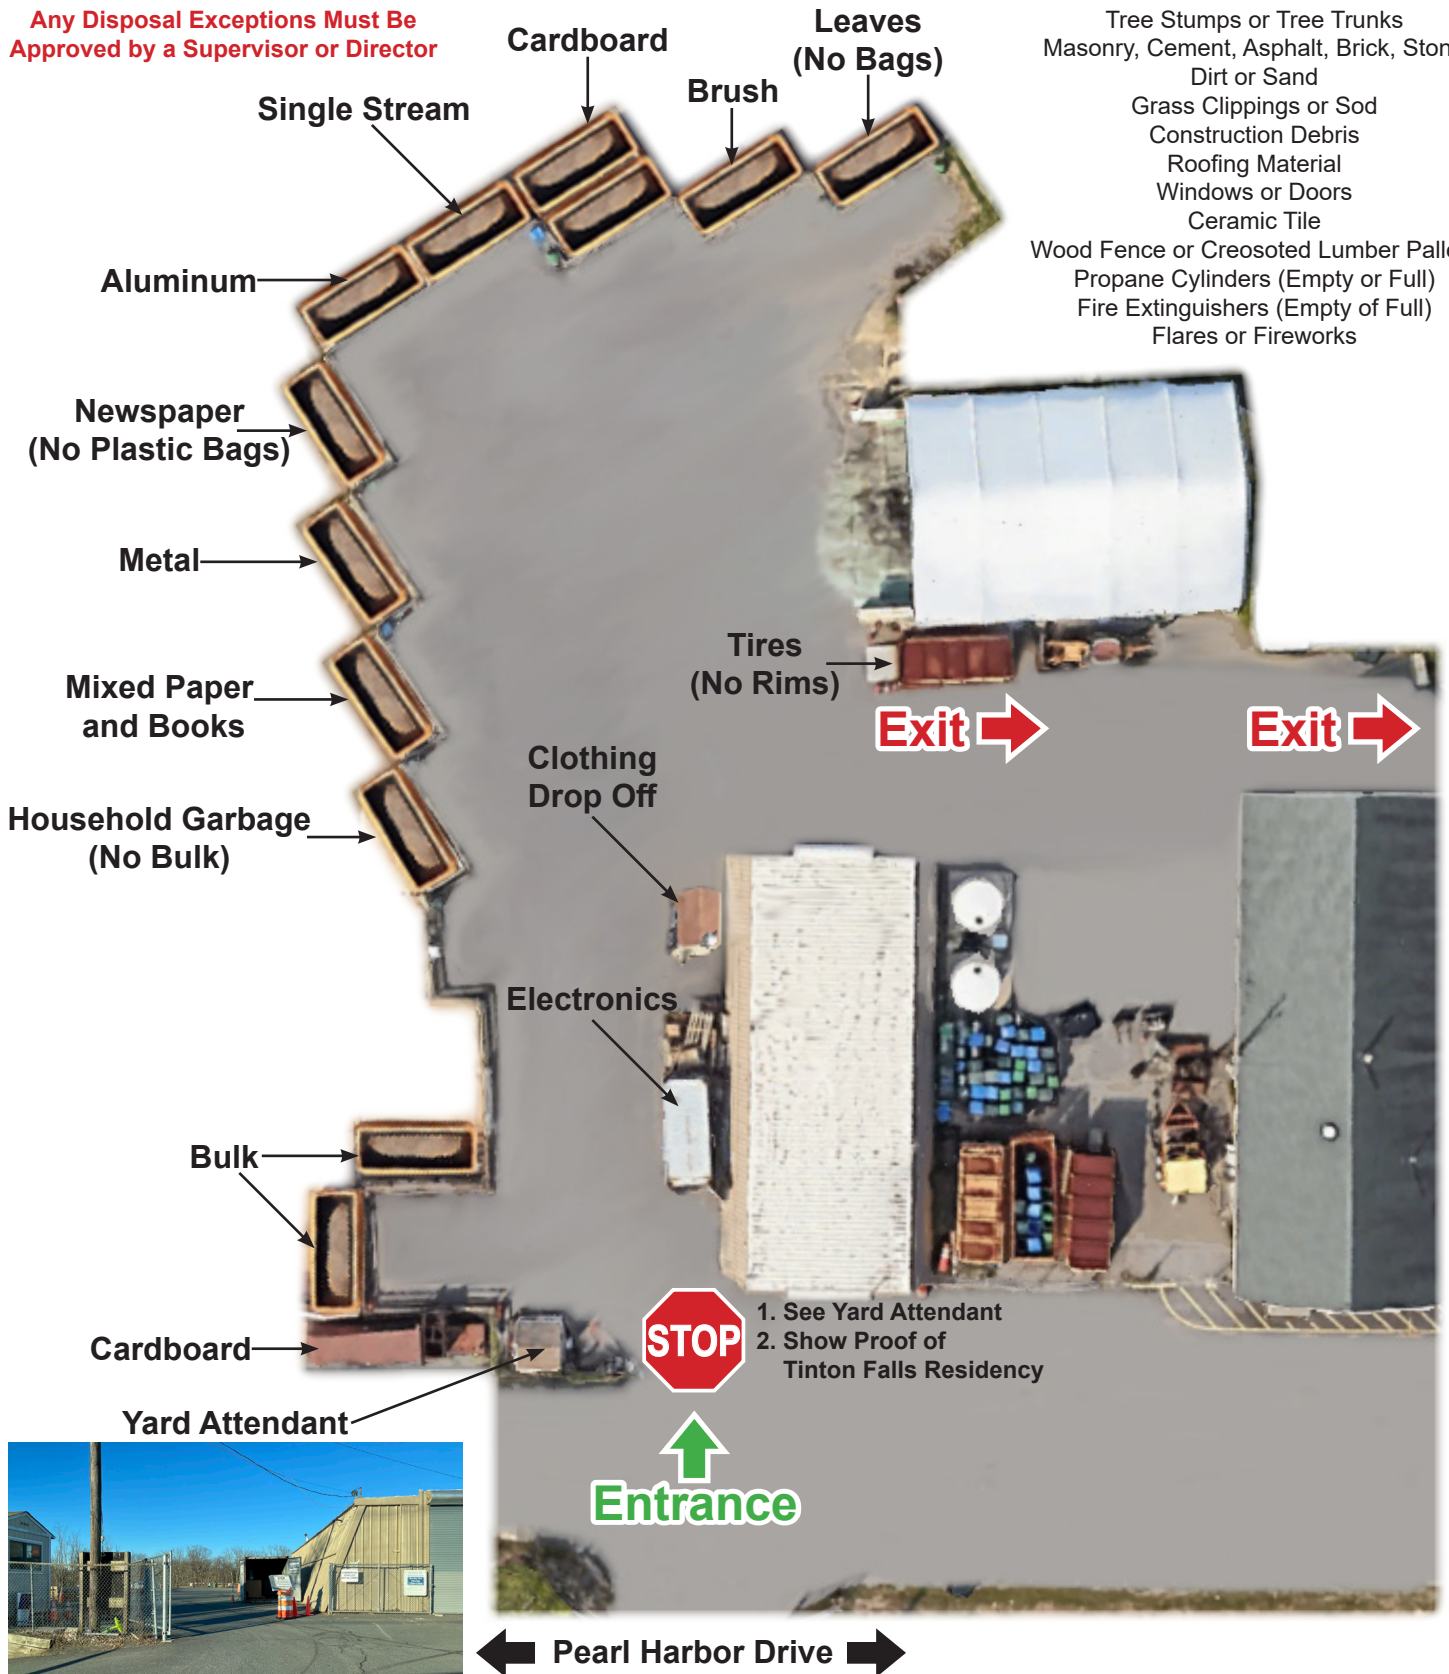 Any Disposal Exceptions Must Be
Approved by a Supervisor or Director
Tree Stumps or Tree Trunks
Masonry, Cement, Asphalt, Brick, Ston
Dirt or Sand
Grass Clippings or Sod
Construction Debris
Roofing Material
Windows or Doors
Ceramic Tile
Wood Fence or Creosoted Lumber Palle
Propane Cylinders (Empty or Full)
Fire Extinguishers (Empty of Full)
Flares or Fireworks
Leaves
(No Bags)
Cardboard
Brush
Single Stream
Aluminum
Newspaper
(No Plastic Bags)
Metal
Tires
(No Rims)
Mixed Paper
and Books
Exit
Exit
Clothing
Drop Off
Household Garbage
(No Bulk)
Electronics
Bulk
STOP
1. See Yard Attendant
2. Show Proof of
Tinton Falls Residency
Cardboard
Yard Attendant
Entrance
Pearl Harbor Drive